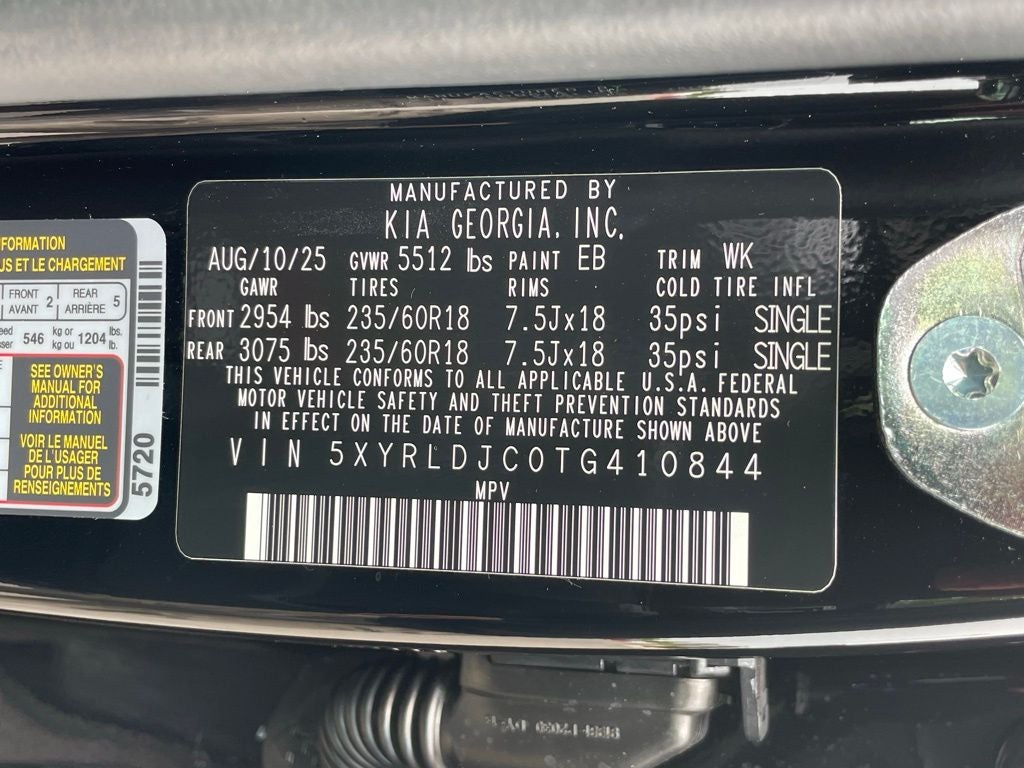 MANUFACTURED BY
KIA GEORGIA, INC.
AUG/10/25 GVWR 5512 lbs PAINT EB TRIM WK
GAWR TIRES RIMS COLD TIRE INFL
FRONT 2954 lbs 235/60R18 7.5Jx18 35psi SINGLE
REAR 3075 lbs 235/60R18 7.5Jx18 35psi SINGLE
THIS VEHICLE CONFORMS TO ALL APPLICABLE U.S.A. FEDERAL
MOTOR VEHICLE SAFETY AND THEFT PREVENTION STANDARDS
IN EFFECT ON THE DATE OF MANUFACTURE SHOWN ABOVE
VIN 5XYRLDJC0TG410844
MPV
ET LE CHARGEMENT
FRONT AVANT 2 REAR ARRIÈRE 5
546 kg or kg ou 1204 lbs. lb.
SEE OWNER'S
MANUAL FOR
ADDITIONAL
INFORMATION
VOIR LE MANUEL
DE L'USAGER
POUR PLUS DE
RENSEIGNEMENTS
5720